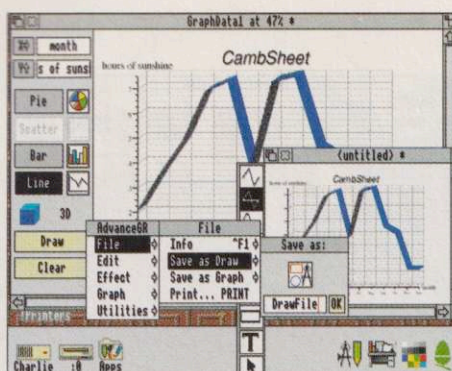 GraphData1 at 47% *
month
s of suns
hours of sunshine
CambSheet
Pie
Scatter
Bar
Line
3D
Draw
Clear
(untitled) *
CambSheet
AdvanceGR
File
Edit
Effect
Graph
Utilities
File
Info ^F1
Save as Draw
Save as Graph
Print... PRINT
Save as:
DrawFile
OK
Printers
Charlie
:0
Apps
T